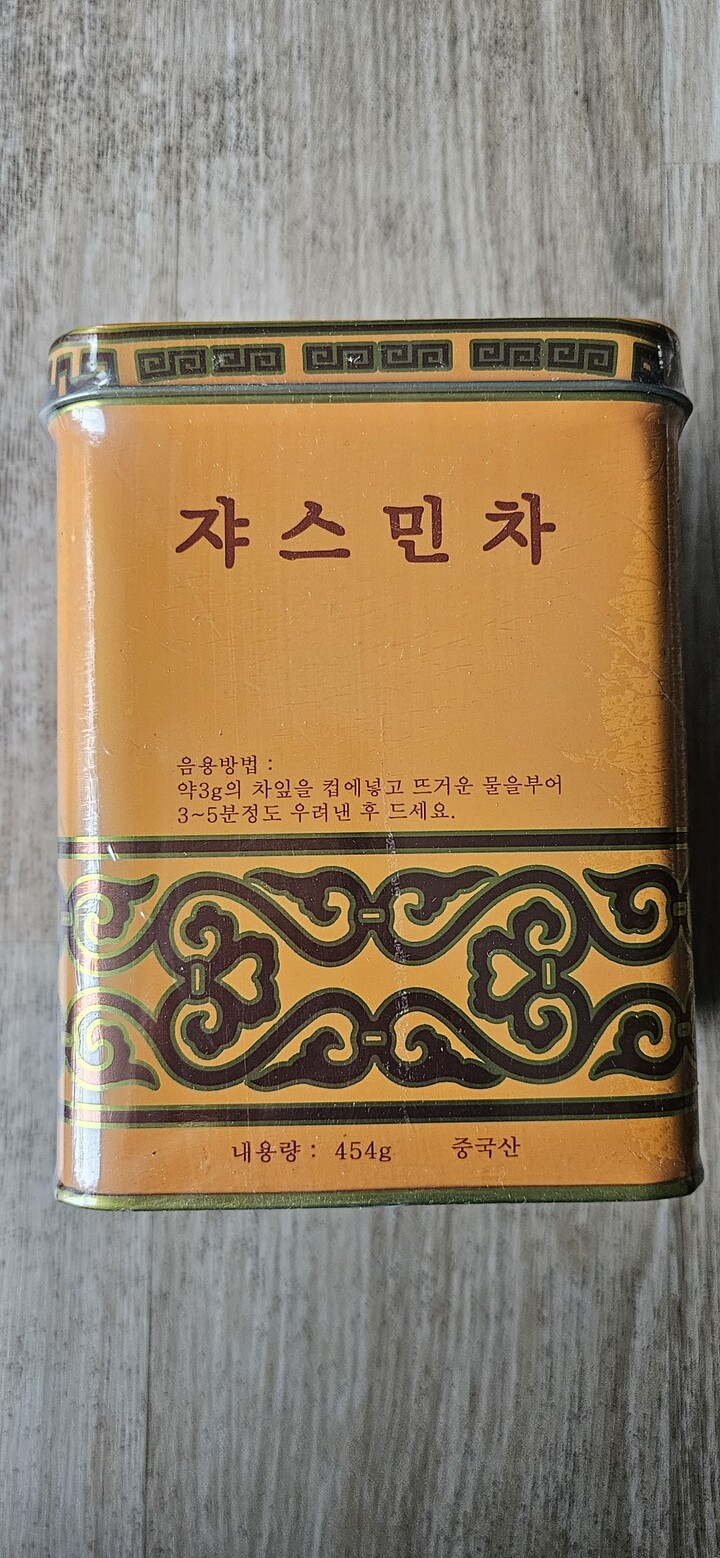 쟈스민차
음용방법 :
약3g의 차잎을 컵에넣고 뜨거운 물을부어
3~5분정도 우려낸 후 드세요.
내용량 : 454g 중국산